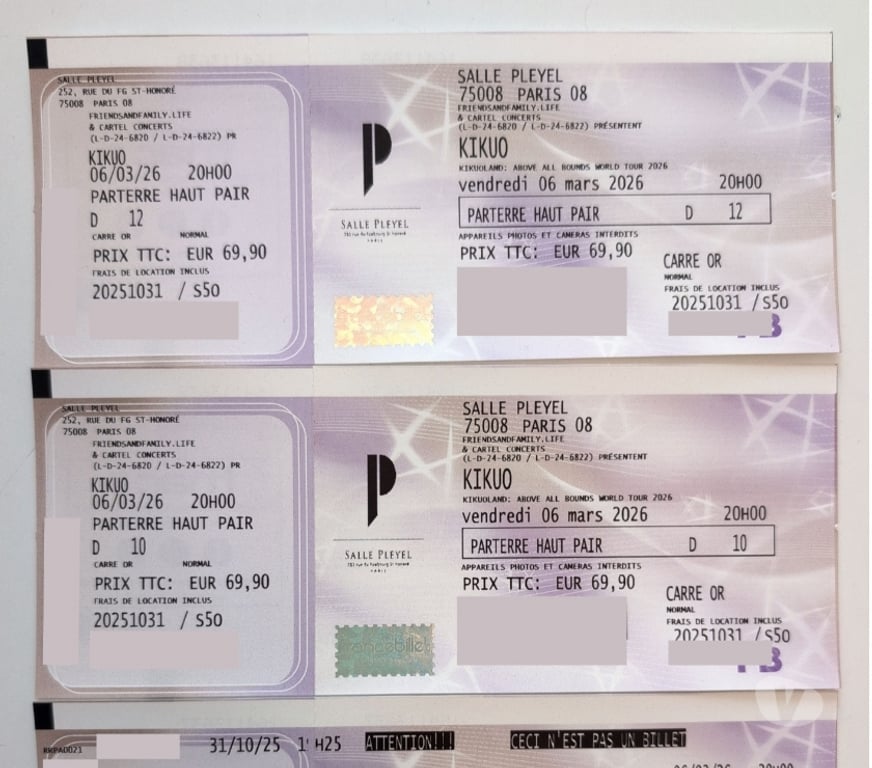 SALLE PLEYEL
252, RUE DU FG ST-HONORÉ
75008 PARIS 08
FRIENDSANDFAMILY.LIFE
& CARTEL CONCERTS
(L-D-24-6820 / L-D-24-6822) PR
KIKUO
06/03/26 20H00
PARTERRE HAUT PAIR
D 12
CARRE OR NORMAL
PRIX TTC: EUR 69,90
FRAIS DE LOCATION INCLUS
20251031 / S50
SALLE PLEYEL
SALLE PLEYEL
75008 PARIS 08
FRIENDSANDFAMILY.LIFE
& CARTEL CONCERTS
(L-D-24-6820 / L-D-24-6822) PRÉSENTENT
KIKUO
KIKUOLAND: ABOVE ALL BOUNDS WORLD TOUR 2026
vendredi 06 mars 2026 20H00
PARTERRE HAUT PAIR D 12
APPAREILS PHOTOS ET CAMERAS INTERDITS
PRIX TTC: EUR 69,90
CARRE OR
NORMAL
FRAIS DE LOCATION INCLUS
20251031 / S50
SALLE PLEYEL
252, RUE DU FG ST-HONORÉ
75008 PARIS 08
FRIENDSANDFAMILY.LIFE
& CARTEL CONCERTS
(L-D-24-6820 / L-D-24-6822) PR
KIKUO
06/03/26 20H00
PARTERRE HAUT PAIR
D 10
CARRE OR NORMAL
PRIX TTC: EUR 69,90
FRAIS DE LOCATION INCLUS
20251031 / S50
SALLE PLEYEL
francebillet
SALLE PLEYEL
75008 PARIS 08
FRIENDSANDFAMILY.LIFE
& CARTEL CONCERTS
(L-D-24-6820 / L-D-24-6822) PRÉSENTENT
KIKUO
KIKUOLAND: ABOVE ALL BOUNDS WORLD TOUR 2026
vendredi 06 mars 2026 20H00
PARTERRE HAUT PAIR D 10
APPAREILS PHOTOS ET CAMERAS INTERDITS
PRIX TTC: EUR 69,90
CARRE OR
NORMAL
FRAIS DE LOCATION INCLUS
20251031 / S50
31/10/25 ATTENTION!!! CECI N'EST PAS UN BILLET